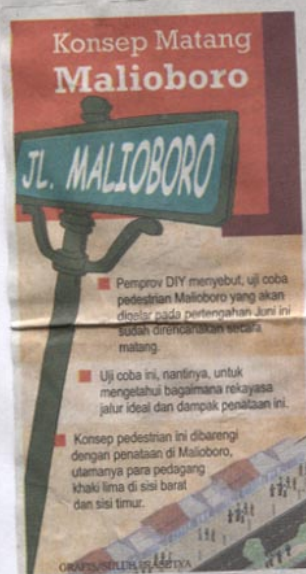 Konsep Matang
Malioboro
JL. MALIOBORO
Pemprov DIY menyebut, uji coba
pedestrian Malioboro yang akan
digelar pada pertengahan Juni ini
sudah direncanakan secara
matang.
Uji coba ini, nantinya, untuk
mengetahui bagaimana rekayasa
jalur ideal dan dampak penataan ini.
Konsep pedestrian ini dibarengi
dengan penataan di Malioboro,
utamanya para pedagang
khaki lima di sisi barat
dan sisi timur.